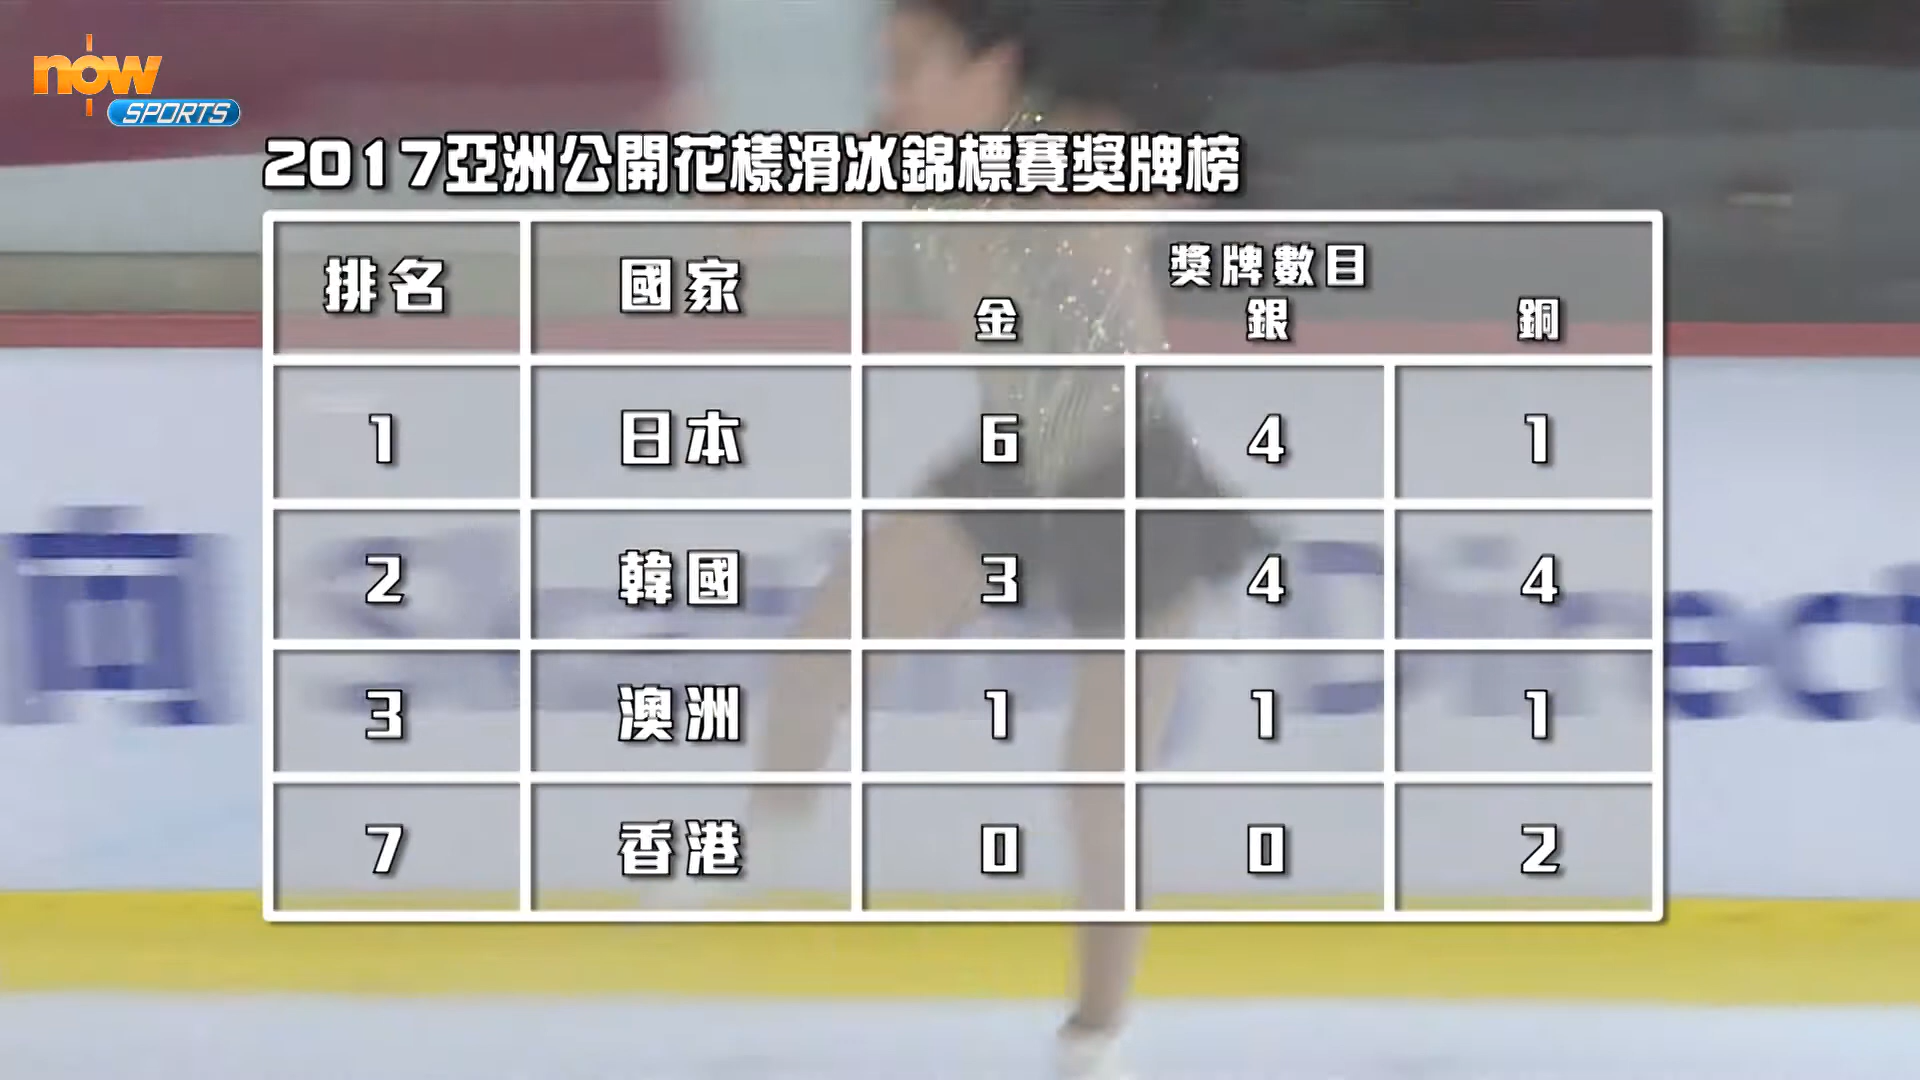 now
SPORTS
2017亞洲公開花樣滑冰錦標賽獎牌榜
排名 國家 獎牌數目
金 銀 銅
1 日本 6 4 1
2 韓國 3 4 4
3 澳洲 1 1 1
7 香港 0 0 2